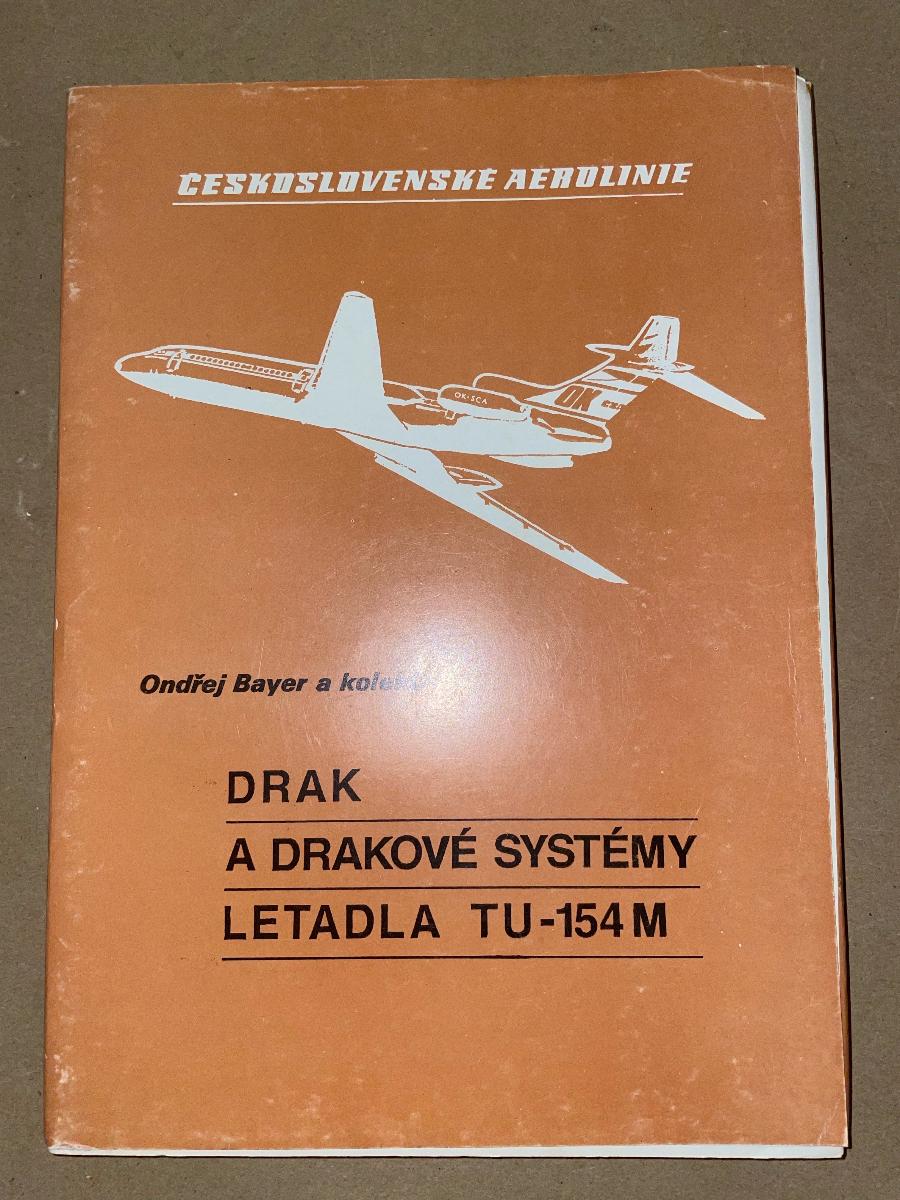 ČESKOSLOVENSKÉ AEROLINIE
OK-SCA
OK
Ondřej Bayer a
DRAK
A DRAKOVÉ SYSTÉMY
LETADLA TU-154M